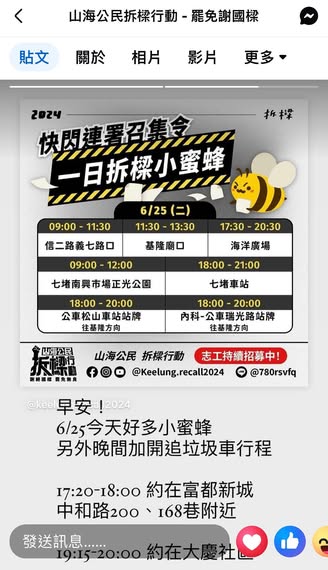 山海公民拆樑行動 - 罷免謝國樑
貼文 關於 相片 影片 更多
2024
拆樑
快閃連署召集令
一日拆樑小蜜蜂
6/25 (二)
09:00 - 11:30 11:30 - 13:30 17:30 - 20:30
信二路義七路口 基隆廟口 海洋廣場
09:00 - 12:00 18:00 - 21:00
七堵南興市場正光公園 七堵車站
18:00 - 20:00 18:00 - 20:00
公車松山車站站牌 內科-公車瑞光路站牌
往基隆方向 往基隆方向
山海公民
拆樑
行動
山海公民 拆樑行動 志工持續招募中!
@Keelung.recall2024 @780rsvfq
早安！
6/25今天好多小蜜蜂
另外晚間加開追垃圾車行程
17:20-18:00 約在富都新城
中和路200、168巷附近
發送訊息......
19:15-20:00 約在大慶社區